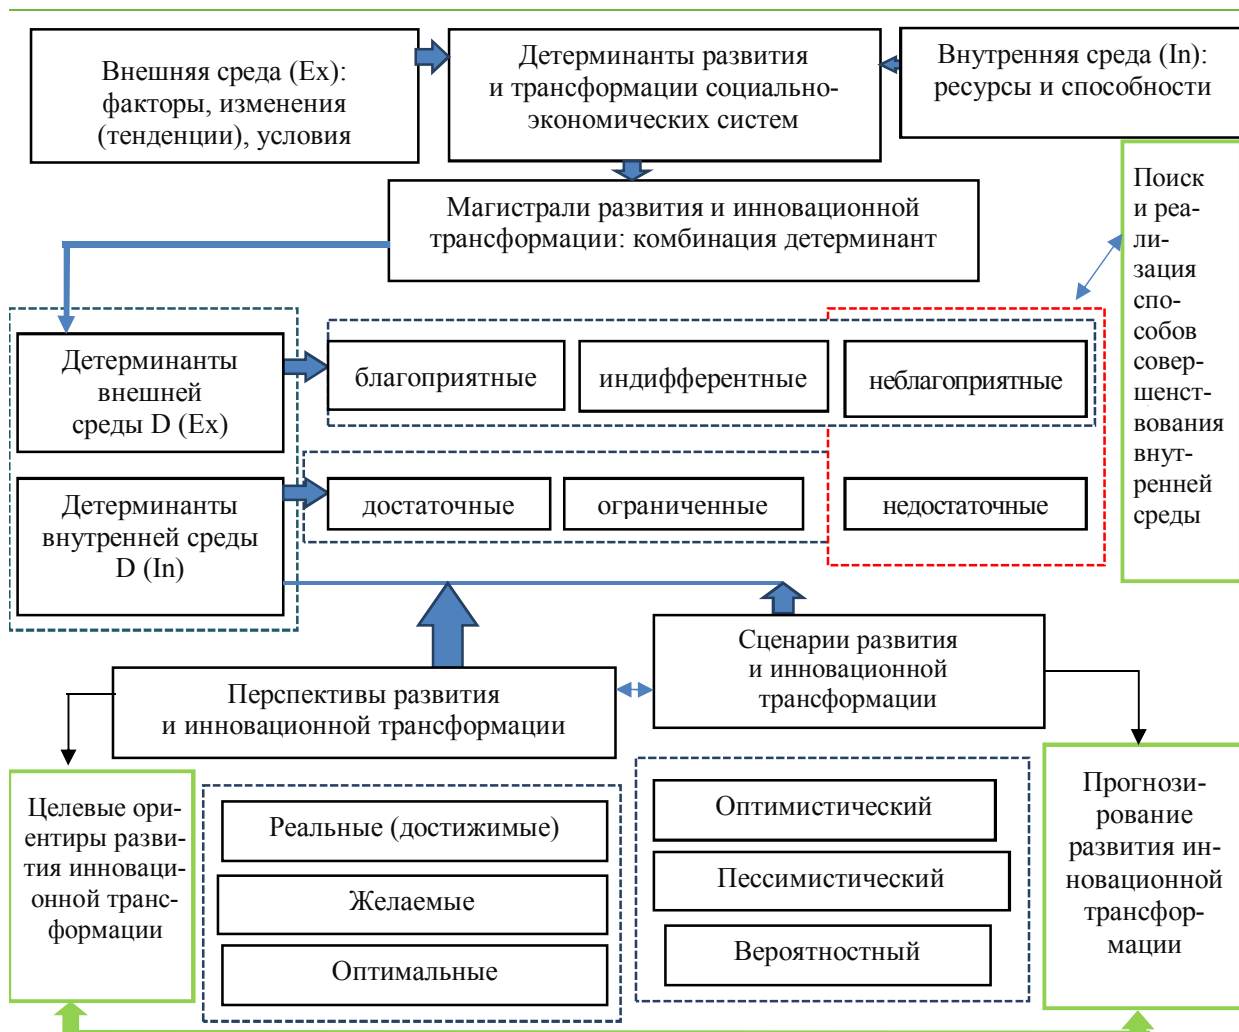 Внешняя среда (Ex):
факторы, изменения
(тенденции), условия
Детерминанты развития
и трансформации социально-
экономических систем
Внутренняя среда (In):
ресурсы и способности
Магистрали развития и инновационной
трансформации: комбинация детерминант
Поиск
и реа-
ли-
зация
спо-
собов
совер-
шенст-
вования
внут-
ренней
среды
Детерминанты
внешней
среды D (Ex)
благоприятные
индифферентные
неблагоприятные
Детерминанты
внутренней среды
D (In)
достаточные
ограниченные
недостаточные
Перспективы развития
и инновационной трансформации
Сценарии развития
и инновационной
трансформации
Целевые ори-
ентиры разви-
тия инноваци-
онной транс-
формации
Реальные (достижимые)
Желаемые
Оптимальные
Оптимистический
Пессимистический
Вероятностный
Прогнози-
рование
развития ин-
новационной
трансфор-
мации